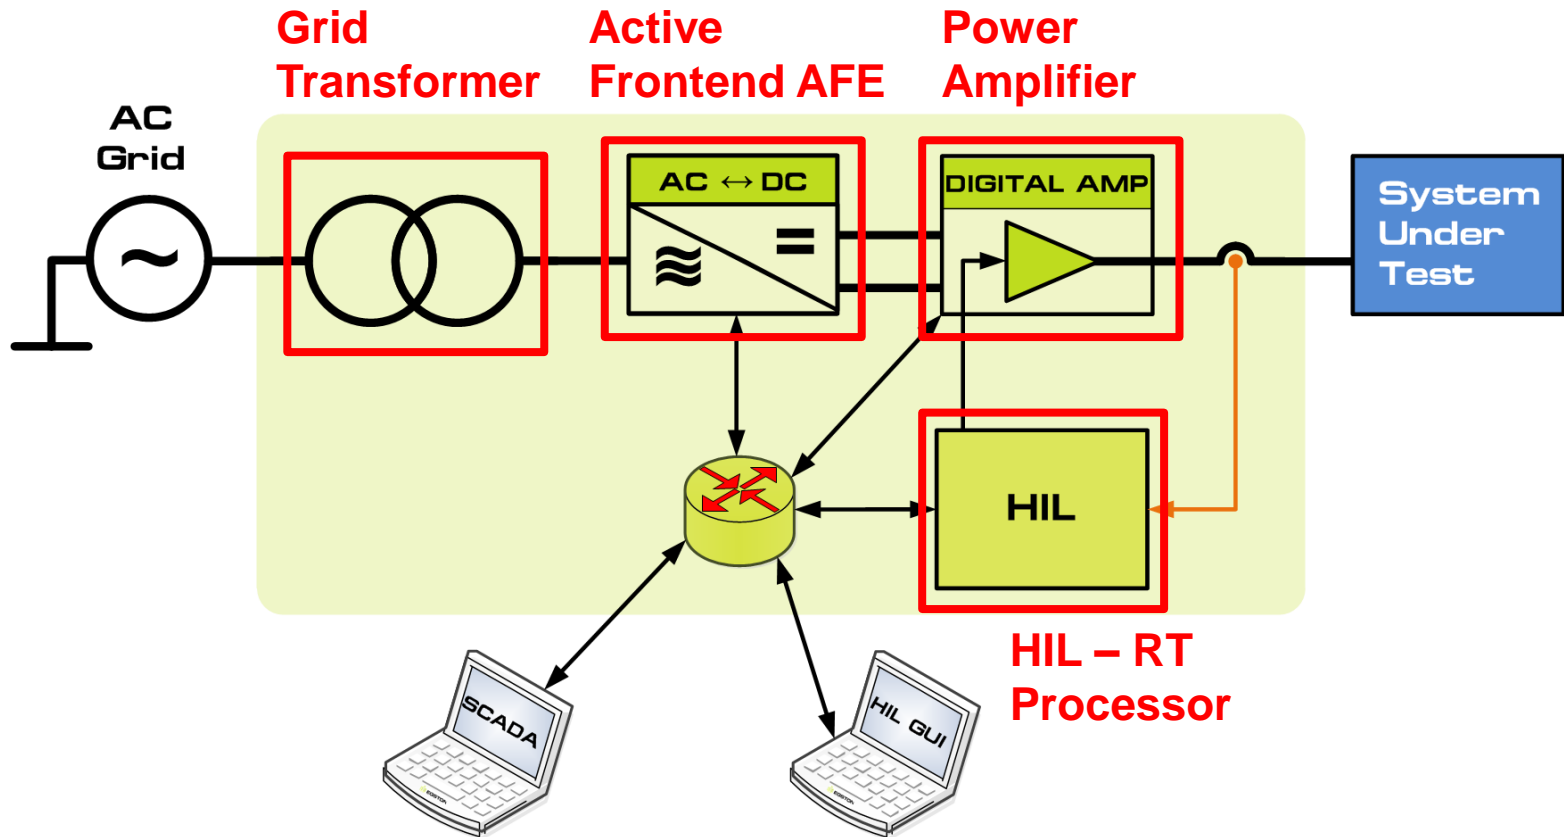 Grid
Transformer
Active
Frontend AFE
Power
Amplifier
AC
Grid
AC ↔ DC
DIGITAL AMP
System
Under
Test
HIL
HIL – RT
Processor
SCADA
HIL GUI